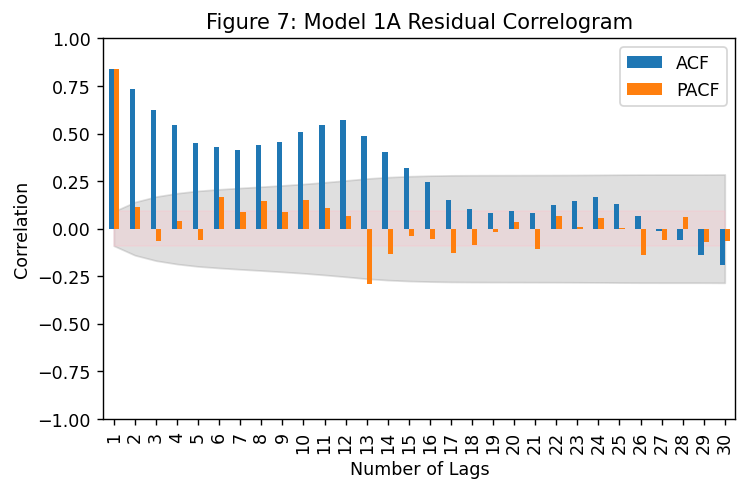 Figure 7: Model 1A Residual Correlogram
1.00
0.75
0.50
0.25
0.00
−0.25
−0.50
−0.75
−1.00
Correlation
ACF
PACF
1 2 3 4 5 6 7 8 9 10 11 12 13 14 15 16 17 18 19 20 21 22 23 24 25 26 27 28 29 30
Number of Lags